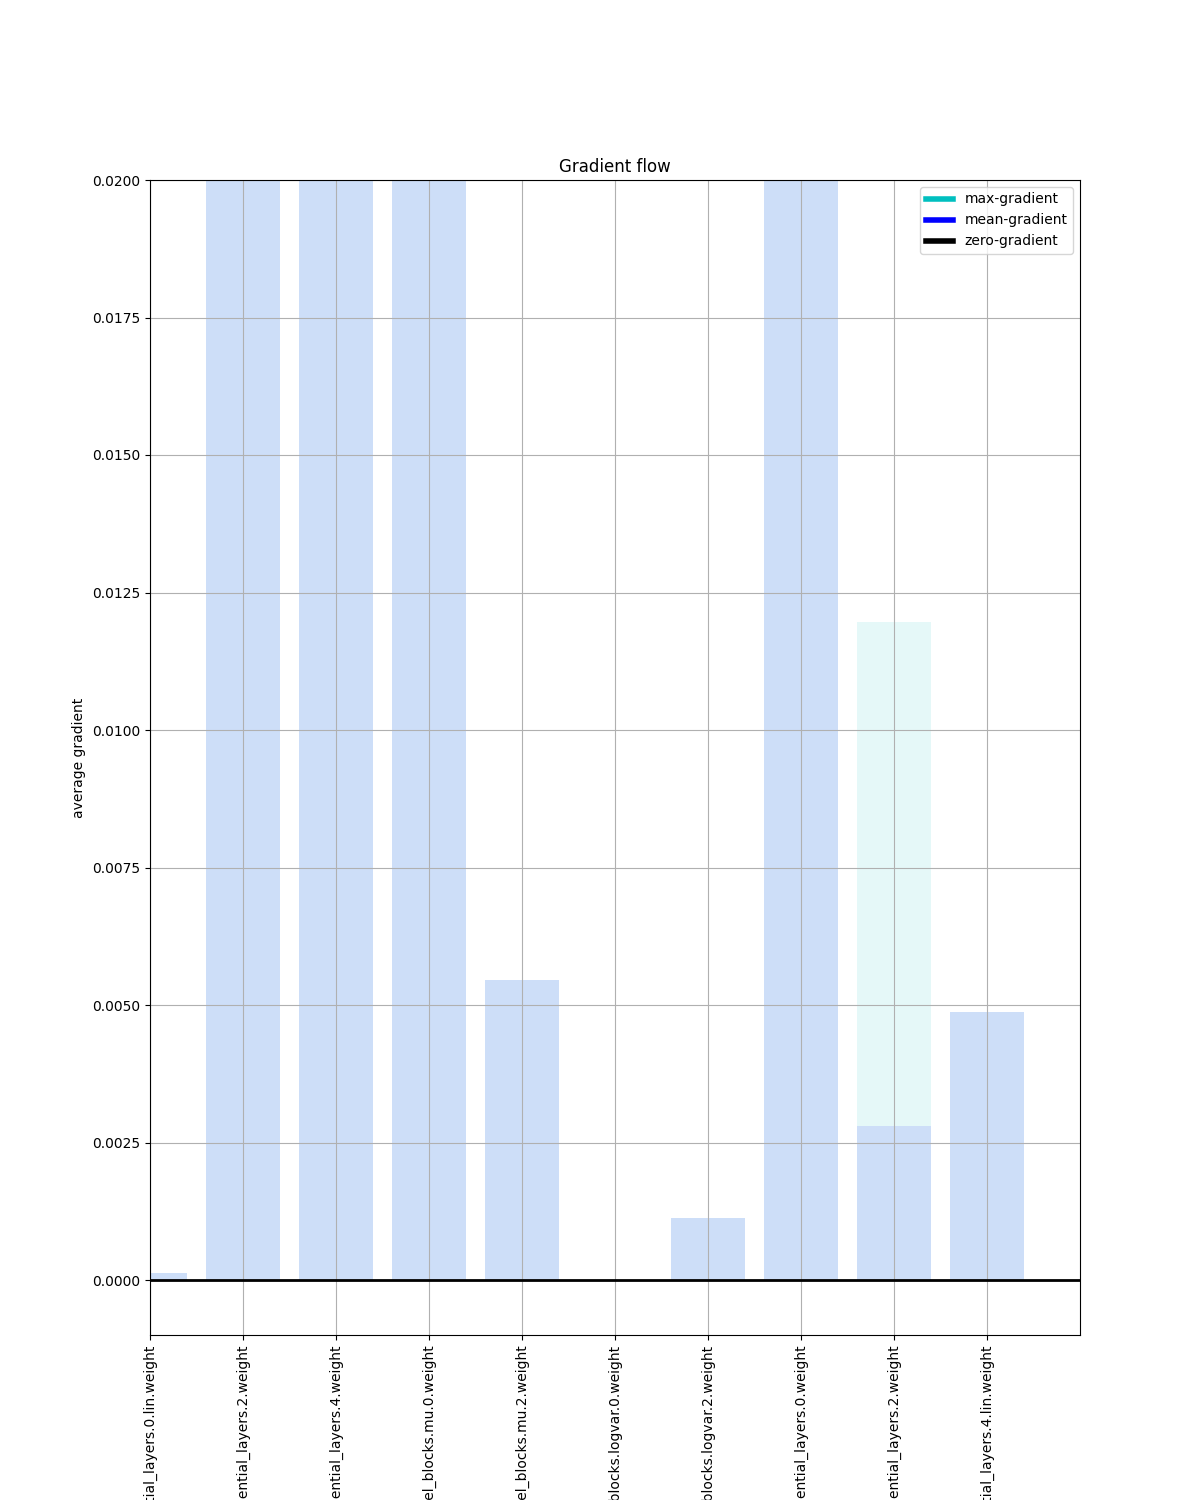 Gradient flow
max-gradient
mean-gradient
zero-gradient
0.0200
0.0175
0.0150
0.0125
0.0100
0.0075
0.0050
0.0025
0.0000
average gradient
tial_layers.0.lin.weight
ential_layers.2.weight
ential_layers.4.weight
el_blocks.mu.0.weight
el_blocks.mu.2.weight
blocks.logvar.0.weight
blocks.logvar.2.weight
ential_layers.0.weight
ential_layers.2.weight
tial_layers.4.lin.weight